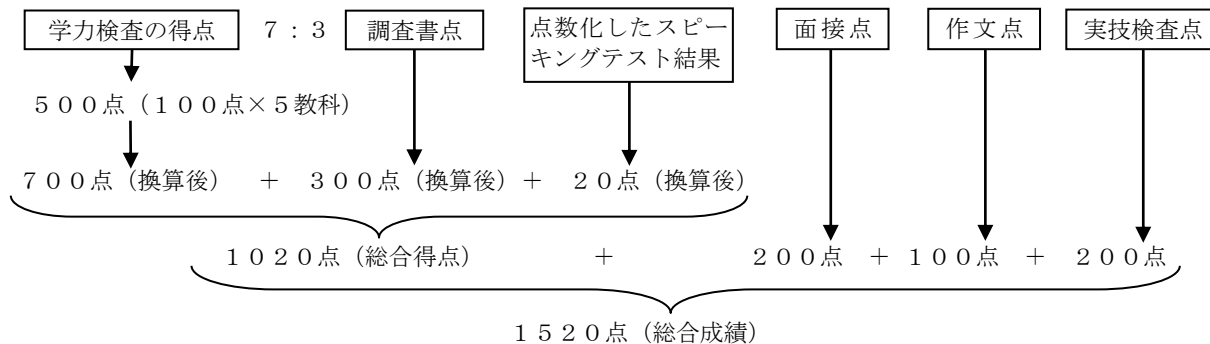 学力検査の得点 ７：３ 調査書点 点数化したスピー 面接点 作文点 実技検査点
キングテスト結果
５００点（１００点×５教科）
７００点（換算後） ＋ ３００点（換算後）＋ ２０点（換算後）
１０２０点（総合得点） ＋ ２００点 ＋ １００点 ＋ ２００点
１５２０点（総合成績）